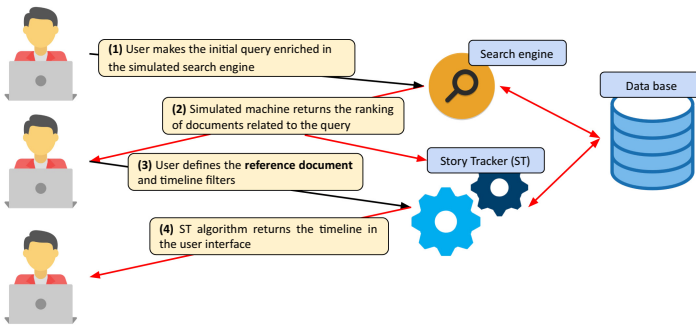 (1) User makes the initial query enriched in
the simulated search engine
Search engine
Data base
(2) Simulated machine returns the ranking
of documents related to the query
(3) User defines the reference document
and timeline filters
Story Tracker (ST)
(4) ST algorithm returns the timeline in
the user interface